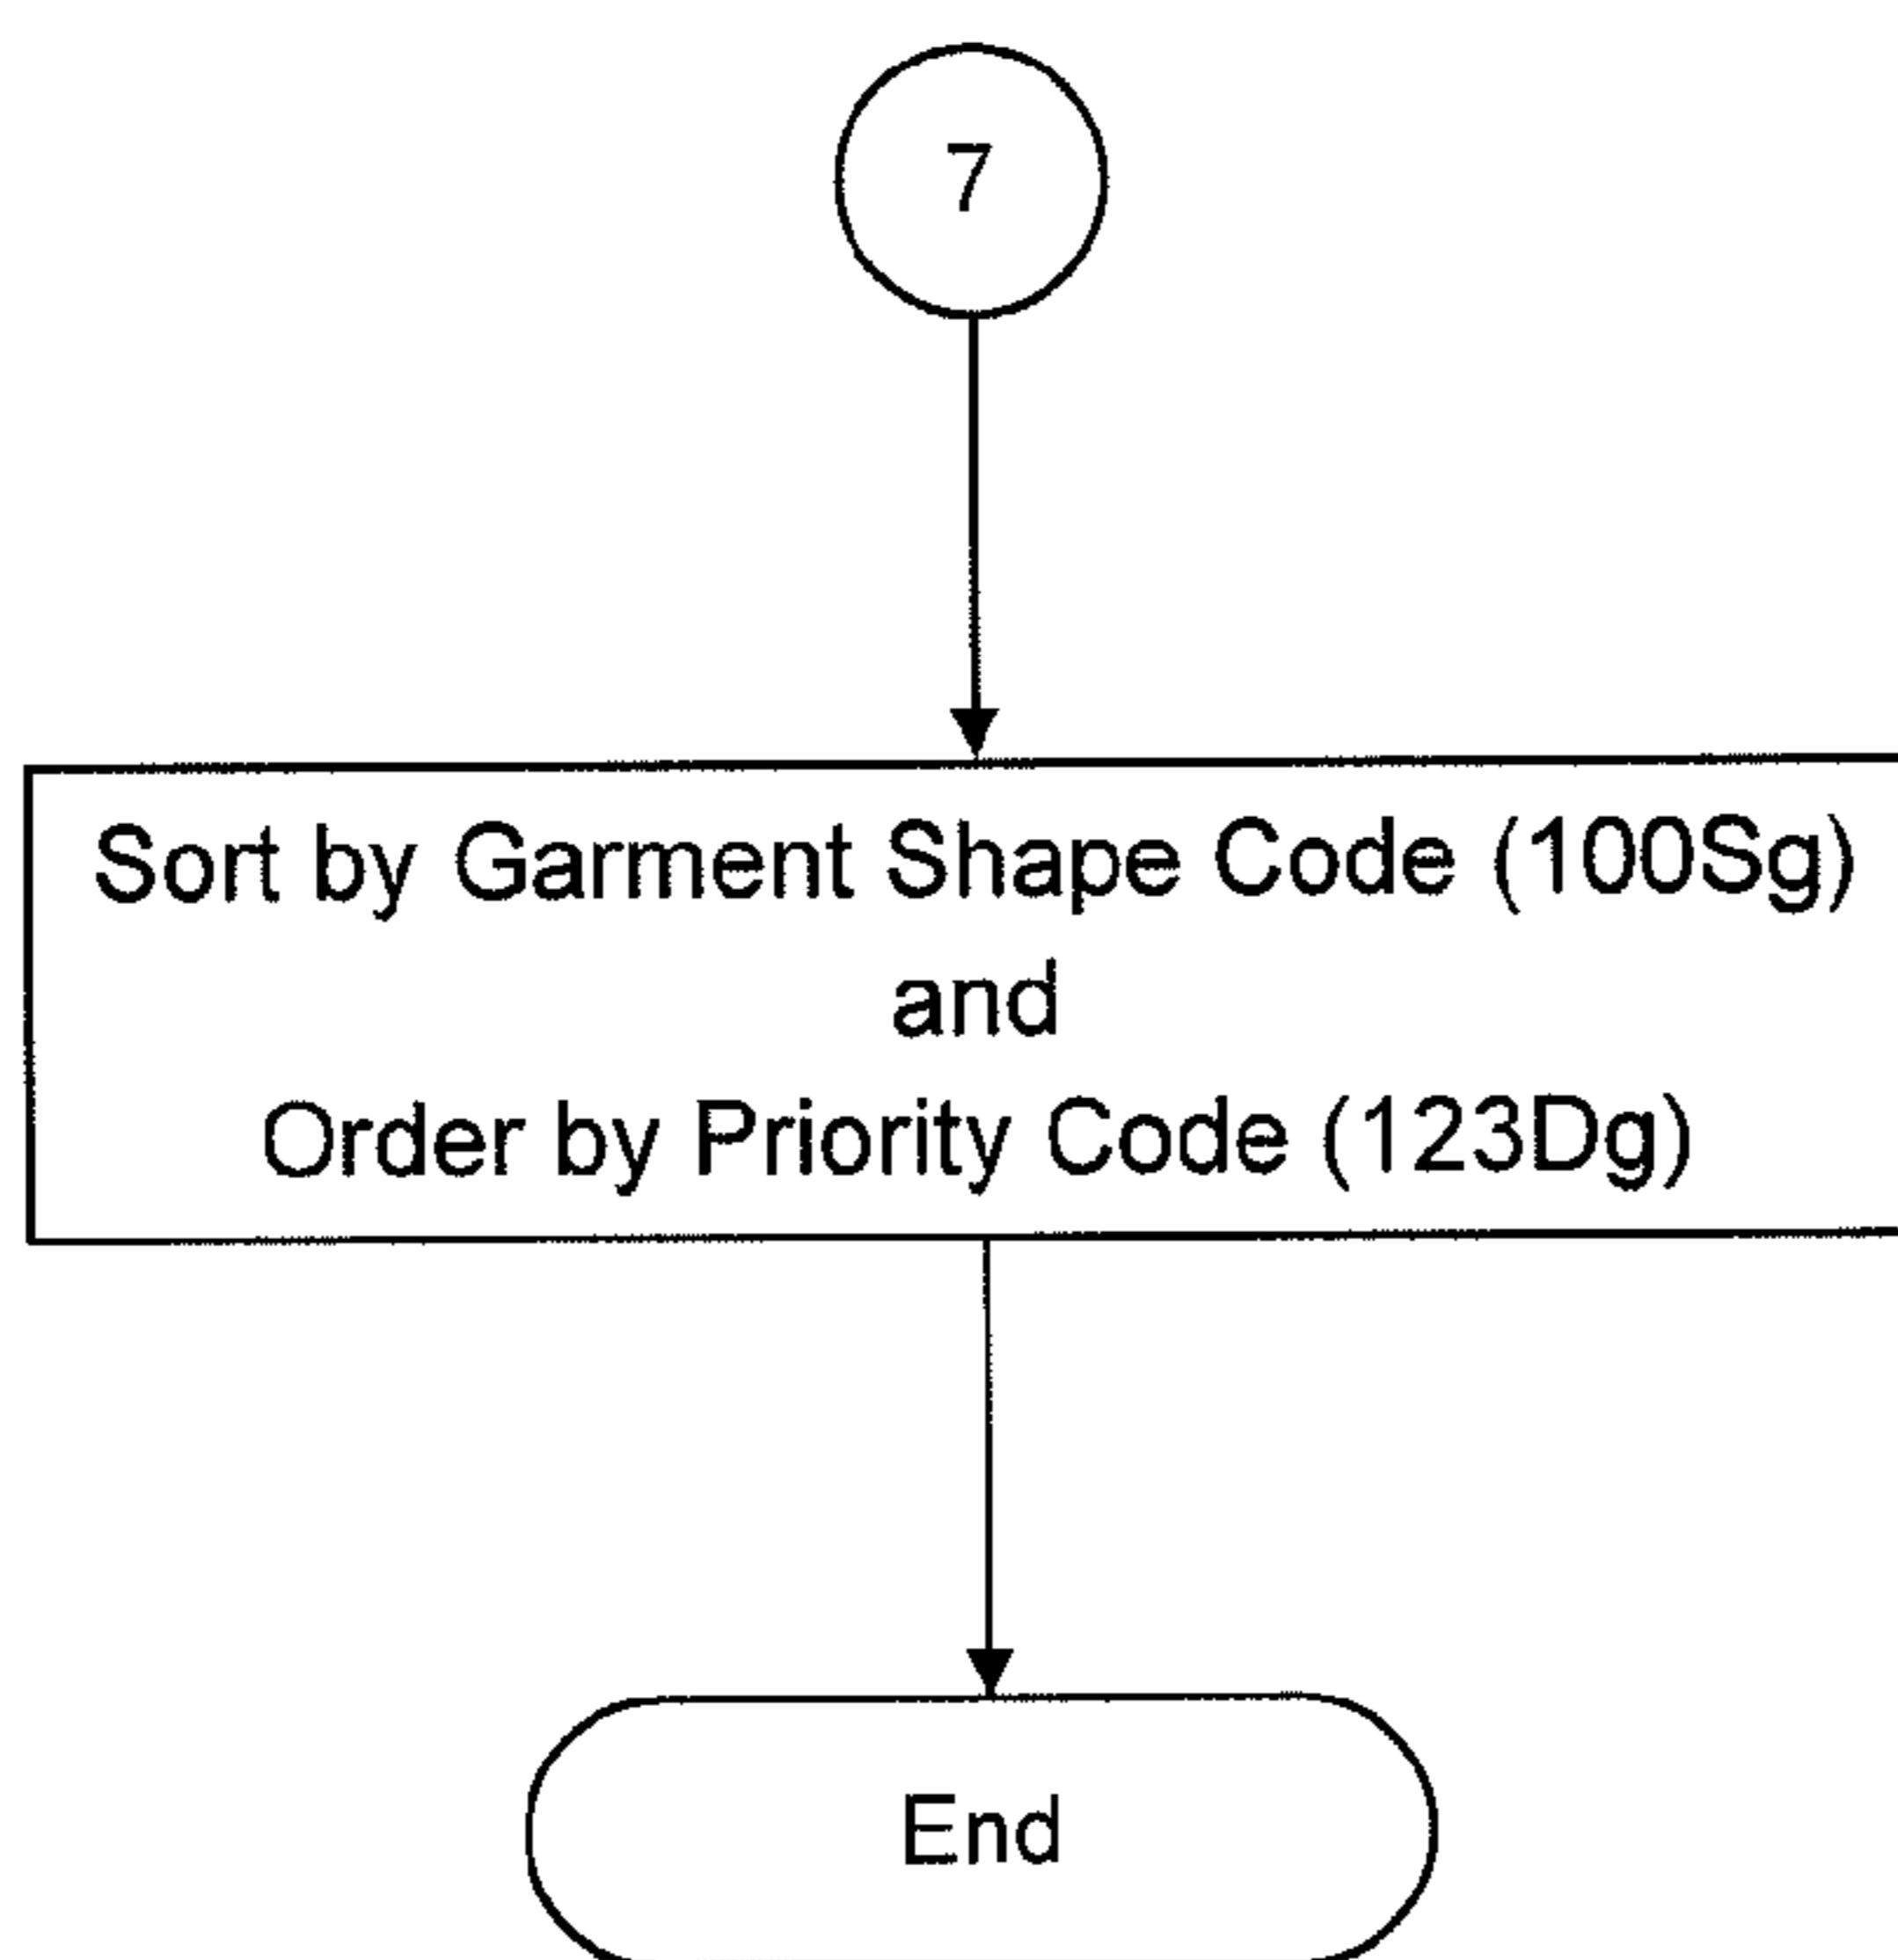 7
Sort by Garment Shape Code (100Sg)
and
Order by Priority Code (123Dg)
End